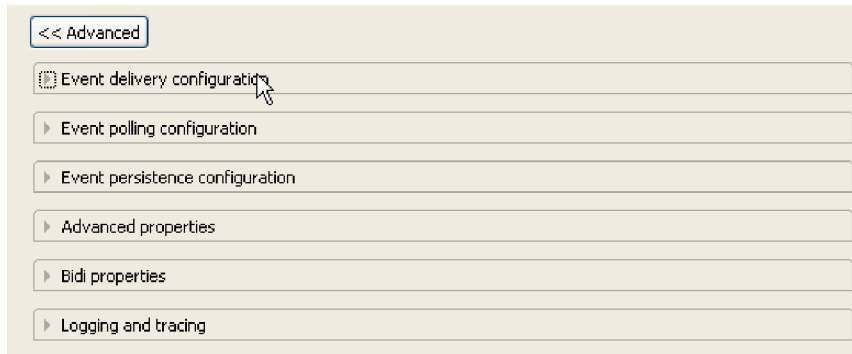 << Advanced
Event delivery configuration
Event polling configuration
Event persistence configuration
Advanced properties
Bidi properties
Logging and tracing